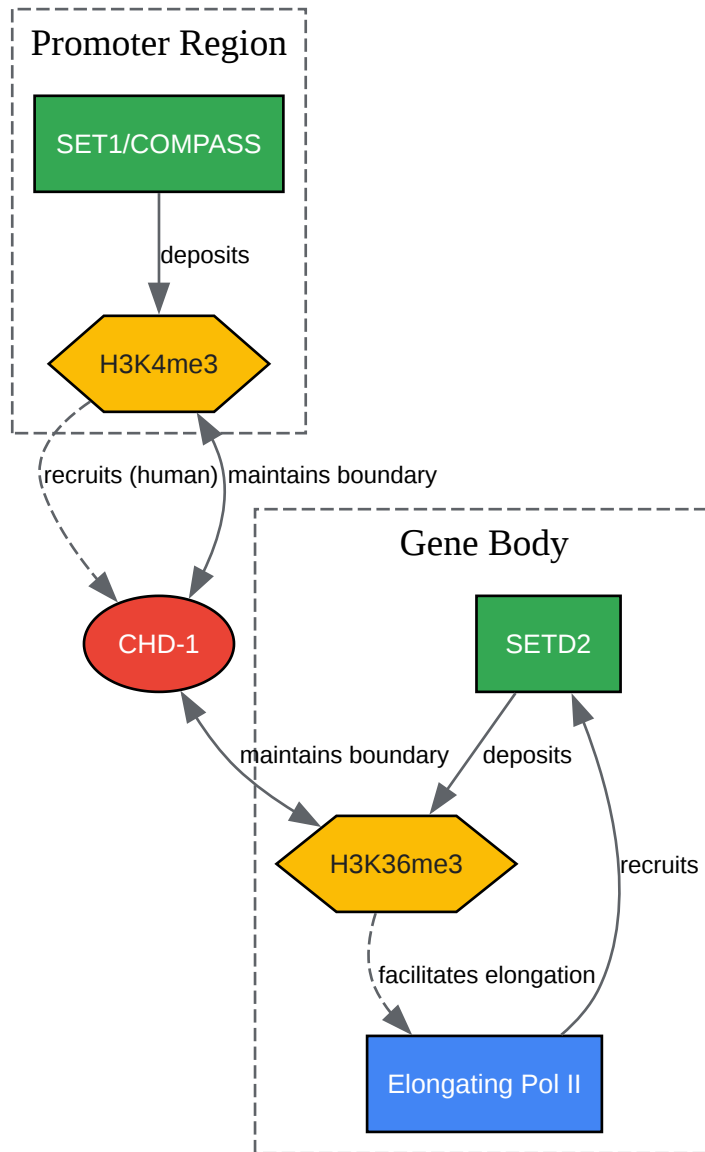 Promoter Region
SET1/COMPASS
deposits
H3K4me3
recruits (human)
maintains boundary
Gene Body
CHD-1
SETD2
maintains boundary
deposits
H3K36me3
recruits
facilitates elongation
Elongating Pol II